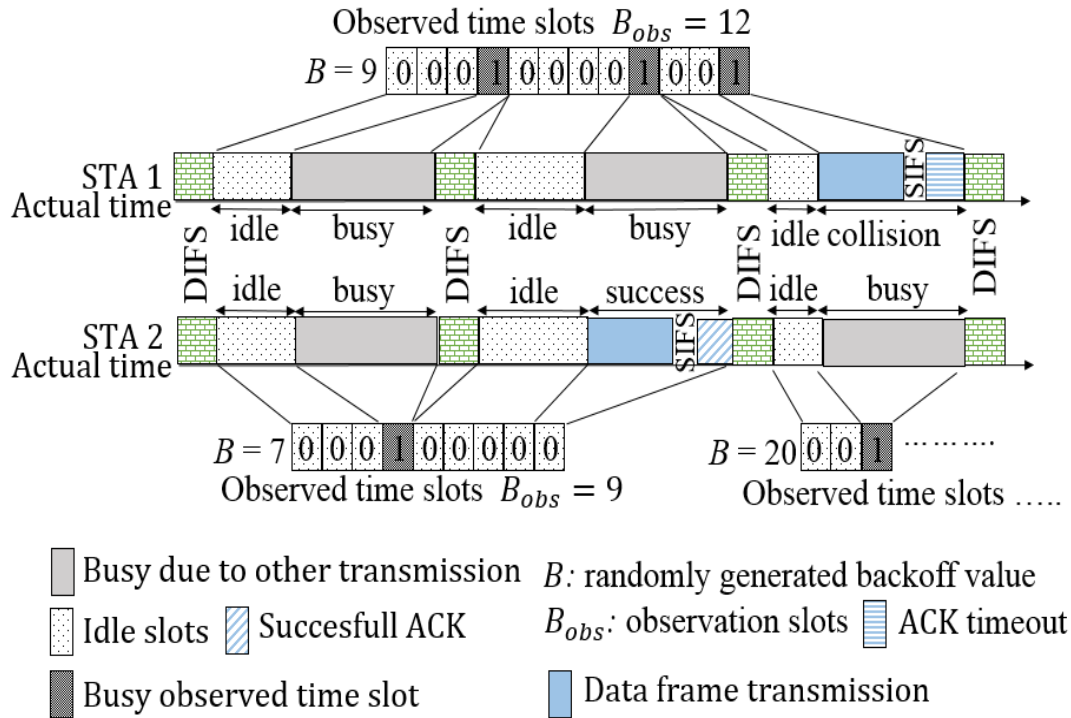 Observed time slots B_obs = 12
B = 9 0 0 0 1 0 0 0 0 1 0 0 1
STA 1
Actual time
SIFS
idle busy idle busy idle collision
DIFS DIFS DIFS DIFS
idle busy idle success idle busy
STA 2
Actual time
SIFS
B = 7 0 0 0 1 0 0 0 0 0
B = 20 0 0 1 ... ... ....
Observed time slots B_obs = 9
Observed time slots .....
Busy due to other transmission
B: randomly generated backoff value
Idle slots
Succesfull ACK
B_obs: observation slots
ACK timeout
Busy observed time slot
Data frame transmission